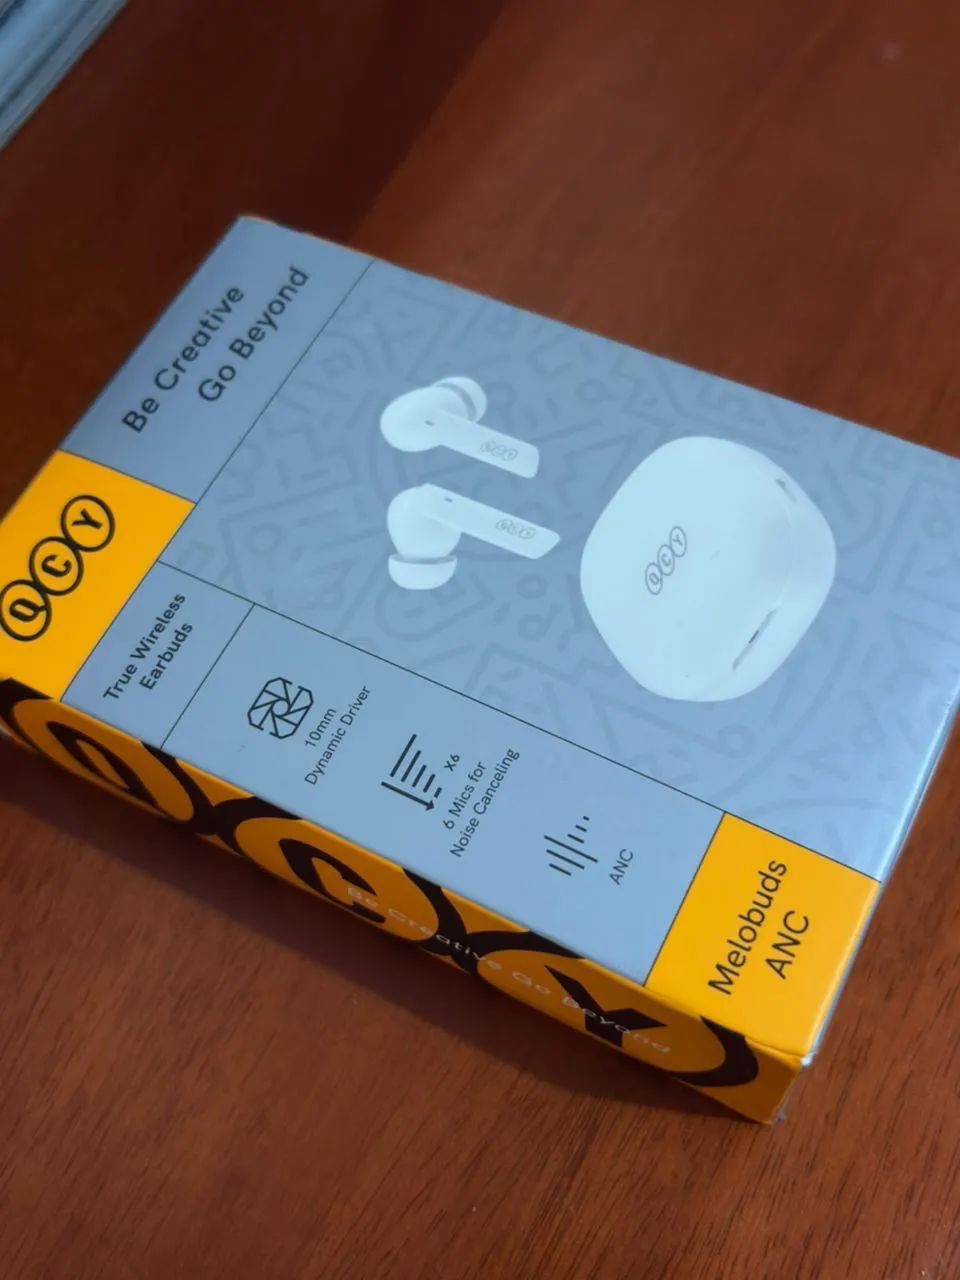 Be Creative
Go Beyond
QCY
True Wireless
Earbuds
QCY
QCY
QCY
10mm
Dynamic Driver
X6
6 Mics for
Noise Canceling
ANC
Melobuds
ANC
QCY
Be Creative Go Beyond